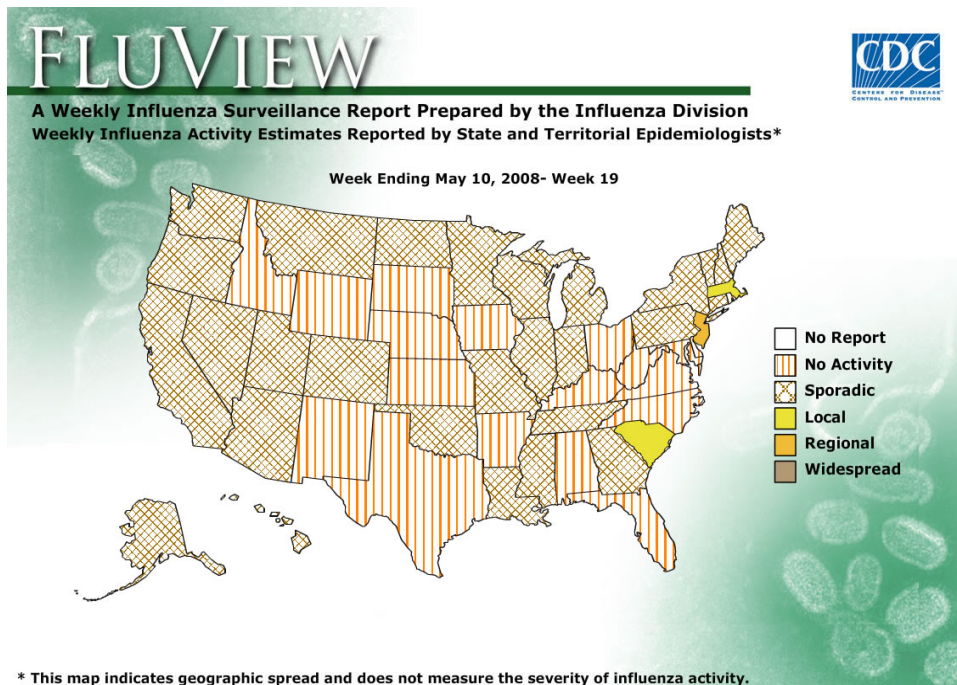 FLUVIEW
CDC
CENTERS FOR DISEASE
CONTROL AND PREVENTION
A Weekly Influenza Surveillance Report Prepared by the Influenza Division
Weekly Influenza Activity Estimates Reported by State and Territorial Epidemiologists*
Week Ending May 10, 2008- Week 19
No Report
No Activity
Sporadic
Local
Regional
Widespread
* This map indicates geographic spread and does not measure the severity of influenza activity.